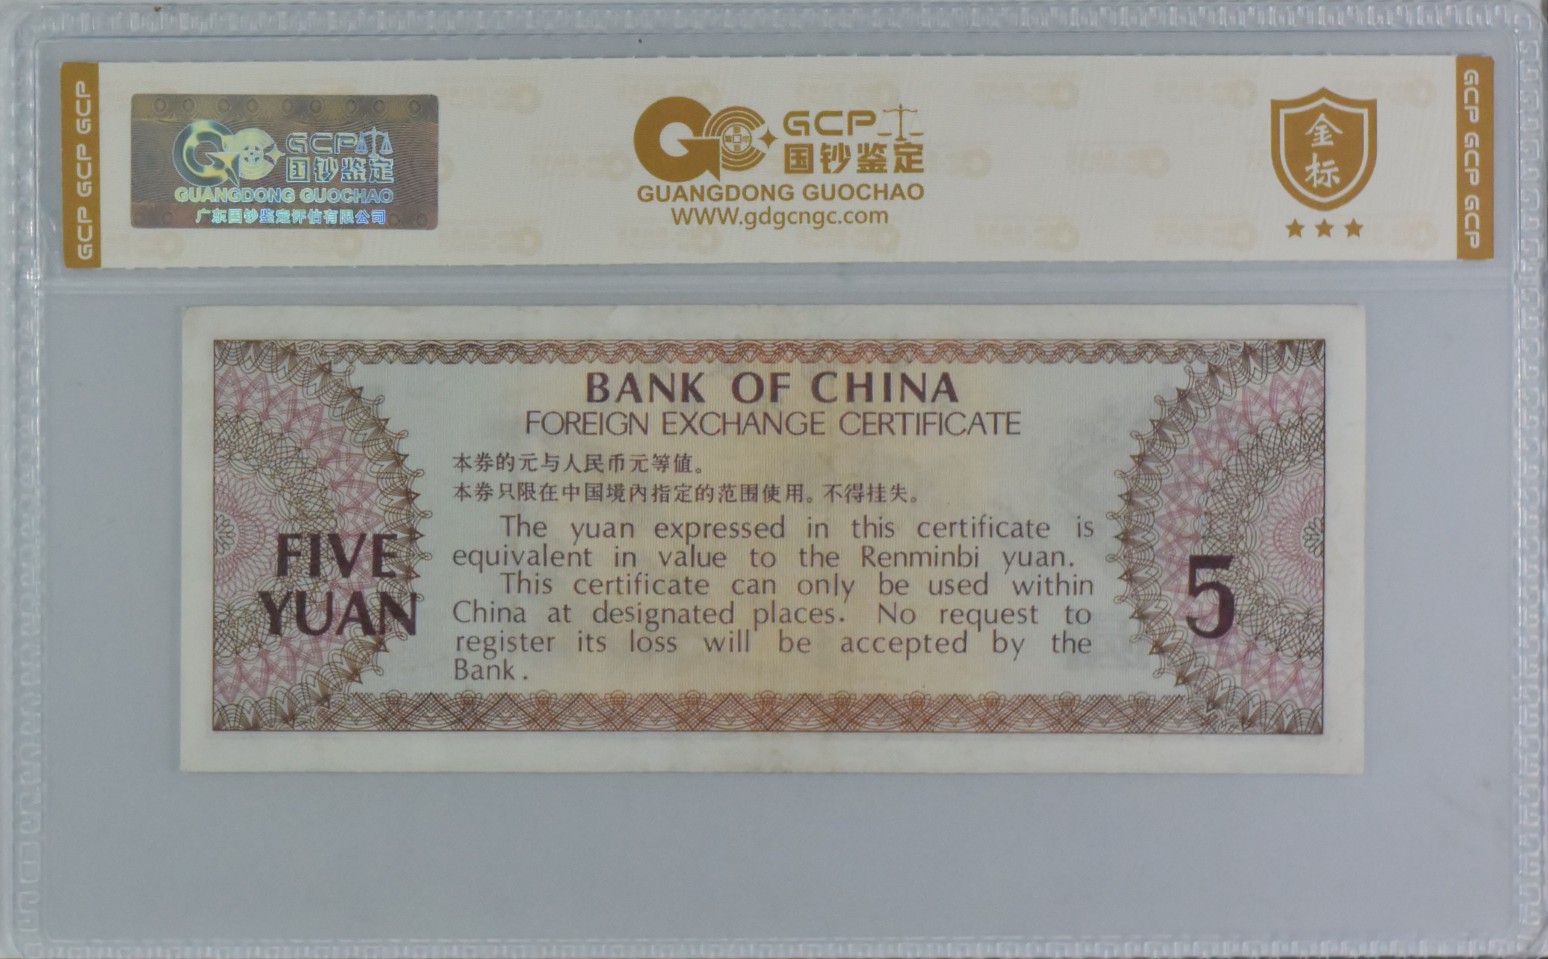 GCP GCP GCP
GCP
国钞鉴定
GUANGDONG GUOCHAO
广东国钞鉴定评估有限公司
GCP
国钞鉴定
GUANGDONG GUOCHAO
WWW.gdgcngc.com
金
标
GCP GCP GCP
BANK OF CHINA
FOREIGN EXCHANGE CERTIFICATE
本券的元与人民币元等值。
本券只限在中国境内指定的范围使用。不得挂失。
The yuan expressed in this certificate is
equivalent in value to the Renminbi yuan.
This certificate can only be used within
China at designated places. No request to
register its loss will be accepted by the
Bank.
FIVE
YUAN
5